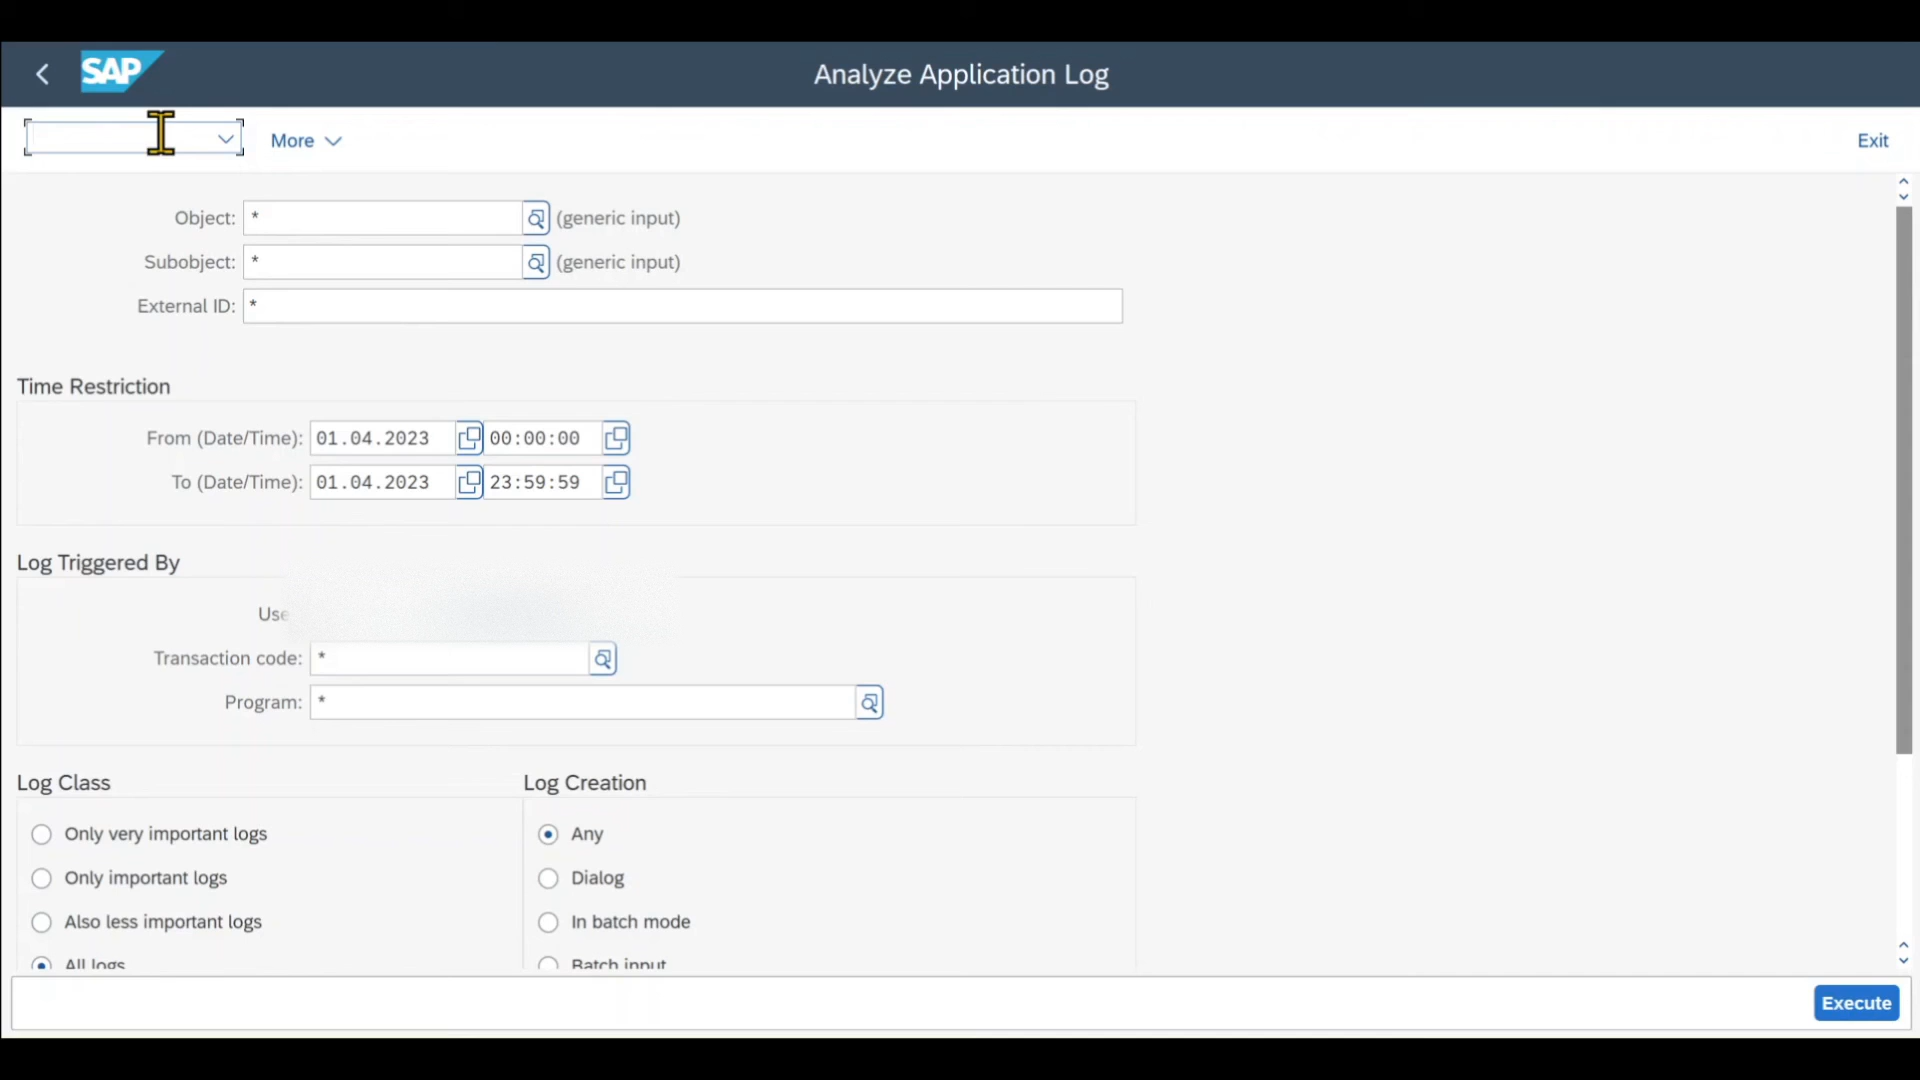 SAP Analyze Application Log
More Exit
Object: * (generic input)
Subobject: * (generic input)
External ID: *
Time Restriction
From (Date/Time): 01.04.2023 00:00:00
To (Date/Time): 01.04.2023 23:59:59
Log Triggered By
Use
Transaction code: *
Program: *
Log Class Log Creation
Only very important logs Any
Only important logs Dialog
Also less important logs In batch mode
All logs Batch input
Execute